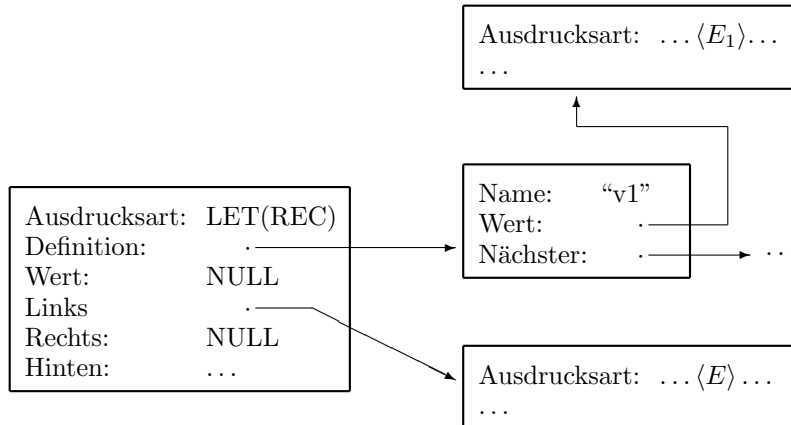 Ausdrucksart: ...⟨E₁⟩...
...
Name: “v1”
Wert: ·
Nächster: · ··
Ausdrucksart: LET(REC)
Definition: ·
Wert: NULL
Links ·
Rechts: NULL
Hinten: ...
Ausdrucksart: ...⟨E⟩...
...